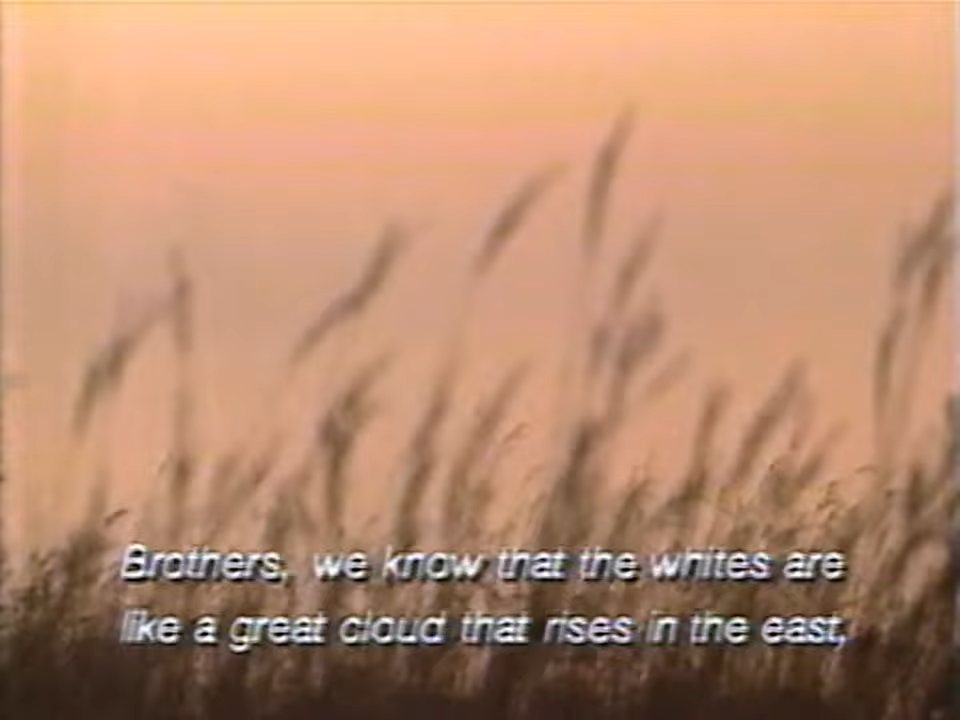 Brothers, we know that the whites are
like a great cloud that rises in the east,